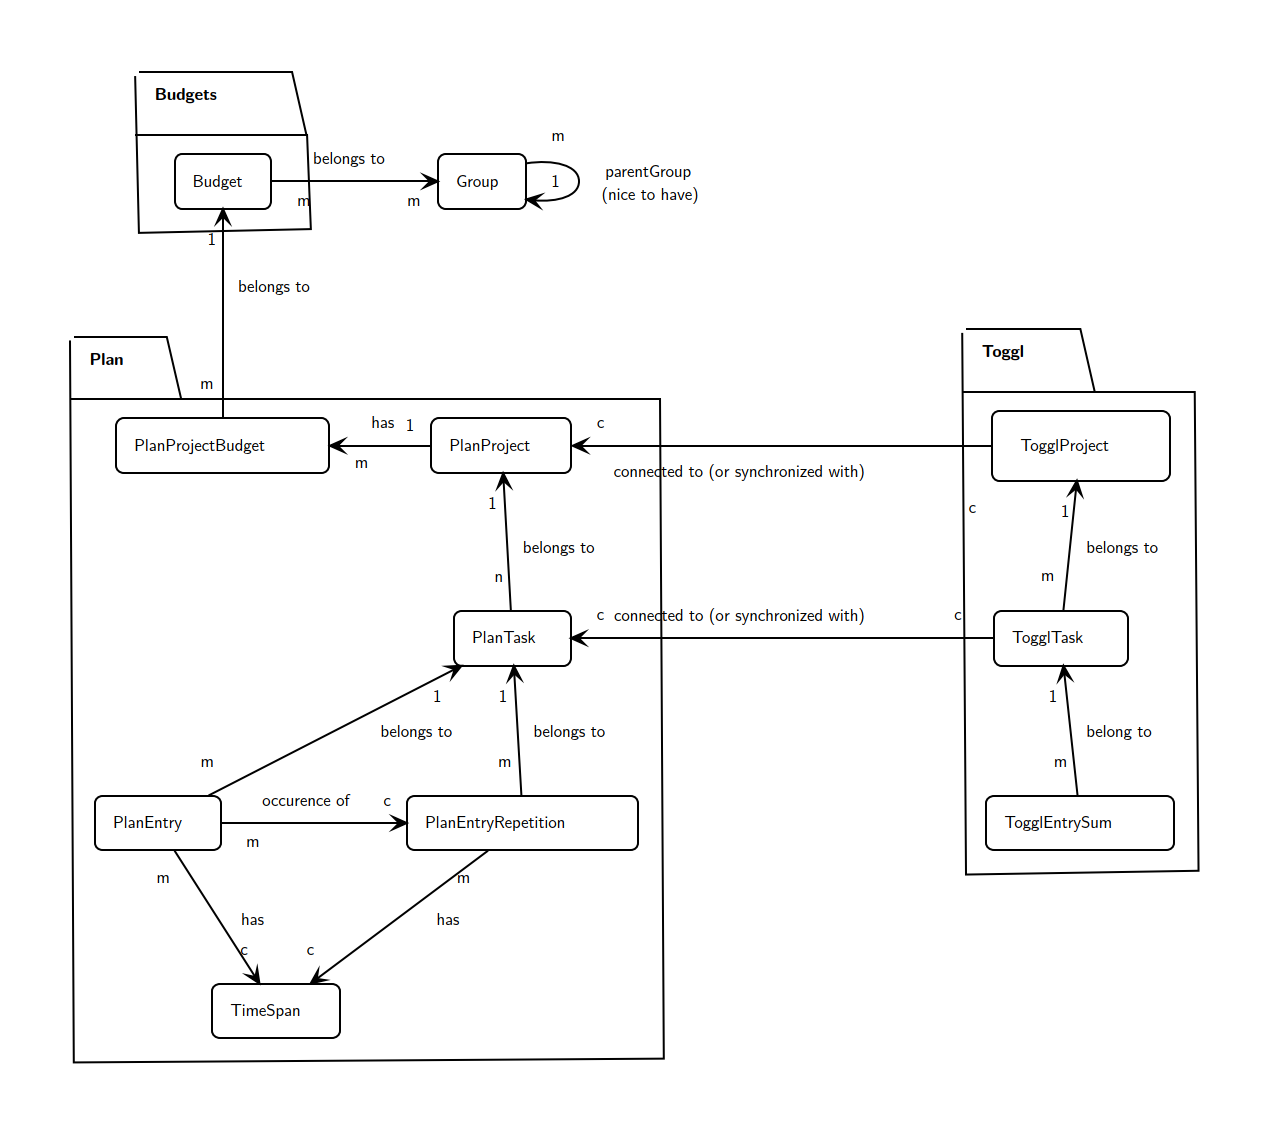 Budgets
m
belongs to
parentGroup
Budget
Group
1
(nice to have)
m
m
1
belongs to
Toggl
Plan
m
has
1
c
PlanProjectBudget
PlanProject
TogglProject
m
connected to (or synchronized with)
1
c
1
belongs to
belongs to
n
m
c
connected to (or synchronized with)
c
PlanTask
TogglTask
1
1
1
belongs to
belongs to
belong to
m
m
m
occurence of
c
PlanEntry
PlanEntryRepetition
TogglEntrySum
m
m
m
has
has
c
c
TimeSpan